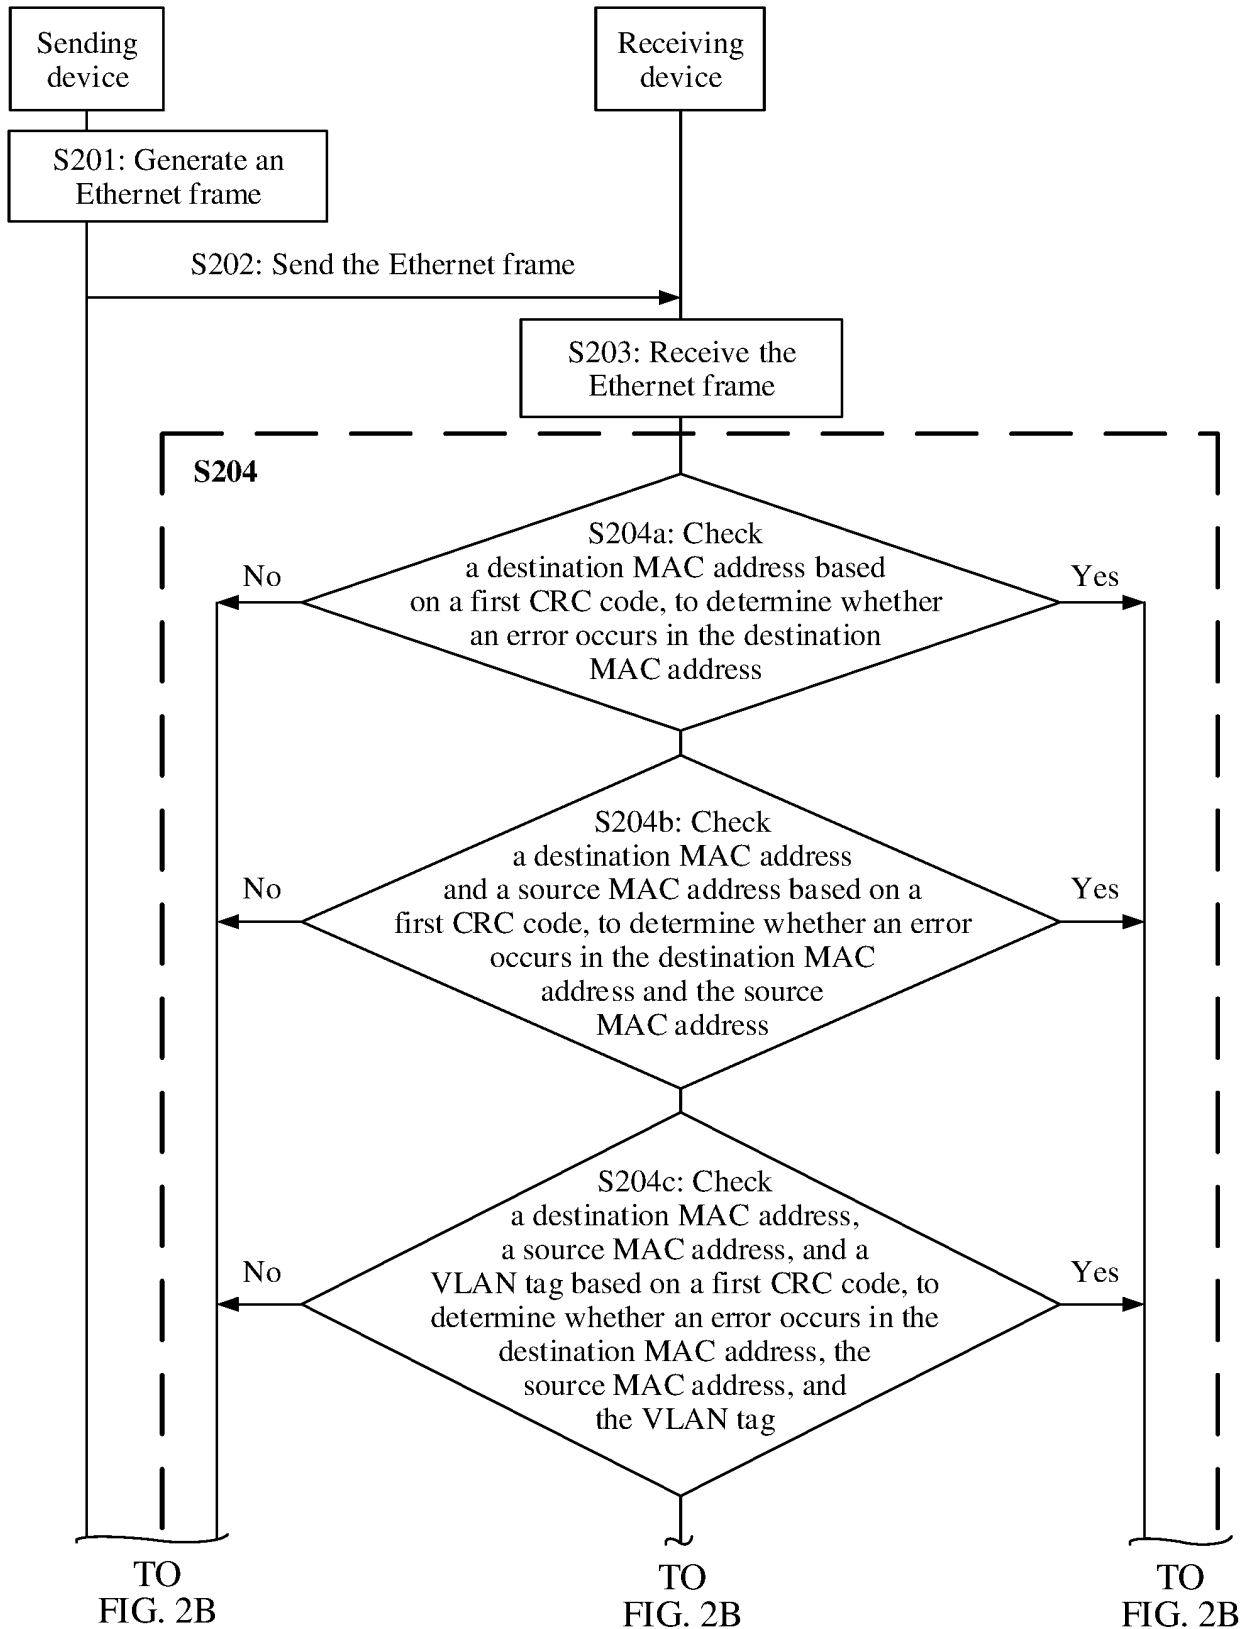 Sending
device
Receiving
device
S201: Generate an
Ethernet frame
S202: Send the Ethernet frame
S203: Receive the
Ethernet frame
S204
S204a: Check
a destination MAC address based
on a first CRC code, to determine whether
an error occurs in the destination
MAC address
No
Yes
S204b: Check
a destination MAC address
and a source MAC address based on a
first CRC code, to determine whether an error
occurs in the destination MAC
address and the source
MAC address
No
Yes
S204c: Check
a destination MAC address,
a source MAC address, and a
VLAN tag based on a first CRC code, to
determine whether an error occurs in the
destination MAC address, the
source MAC address, and
the VLAN tag
No
Yes
TO
FIG. 2B
TO
FIG. 2B
TO
FIG. 2B